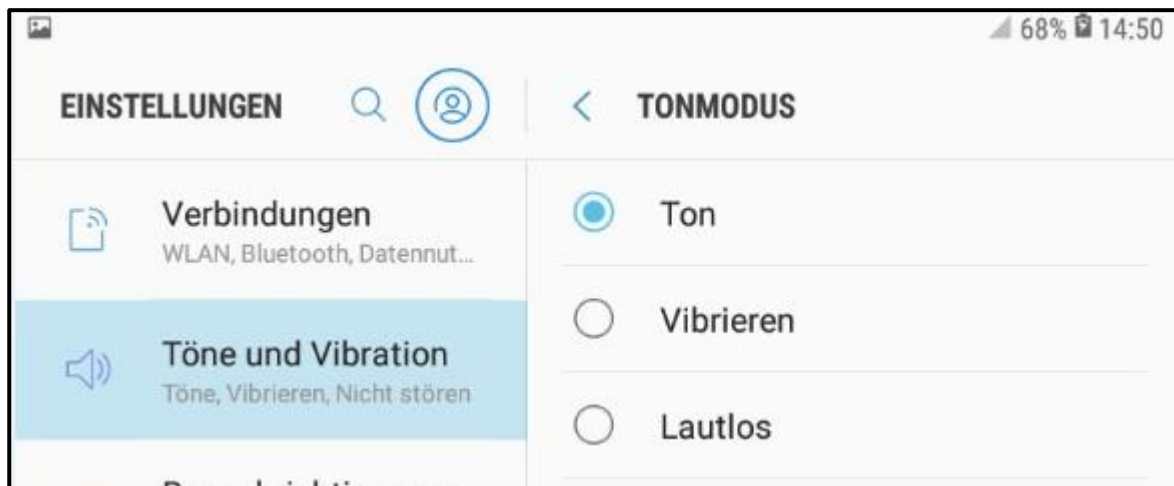 68% 14:50
EINSTELLUNGEN
TONMODUS
Verbindungen
WLAN, Bluetooth, Datennut...
Töne und Vibration
Töne, Vibrieren, Nicht stören
Ton
Vibrieren
Lautlos